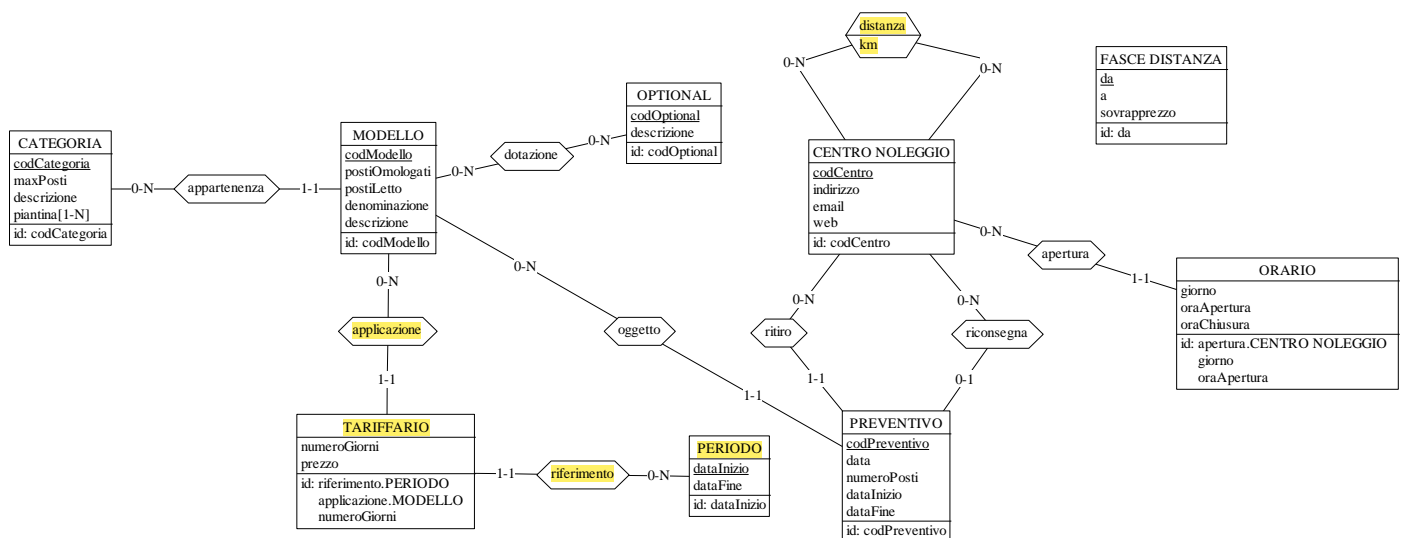 CATEGORIA
codCategoria
maxPosti
descrizione
piantina[1-N]
id: codCategoria
0-N
appartenenza
1-1
MODELLO
codModello
postiOmologati
postiLetto
denominazione
descrizione
id: codModello
0-N
dotazione
0-N
OPTIONAL
codOptional
descrizione
id: codOptional
0-N
applicazione
1-1
TARIFFARIO
numeroGiorni
prezzo
id: riferimento.PERIODO
applicazione.MODELLO
numeroGiorni
1-1
riferimento
0-N
PERIODO
dataInizio
dataFine
id: dataInizio
0-N
oggetto
1-1
distanza
km
0-N
0-N
CENTRO NOLEGGIO
codCentro
indirizzo
email
web
id: codCentro
0-N
ritiro
1-1
0-N
riconsegna
0-1
PREVENTIVO
codPreventivo
data
numeroPosti
dataInizio
dataFine
id: codPreventivo
FASCE DISTANZA
da
a
sovrapprezzo
id: da
0-N
apertura
1-1
ORARIO
giorno
oraApertura
oraChiusura
id: apertura.CENTRO NOLEGGIO
giorno
oraApertura